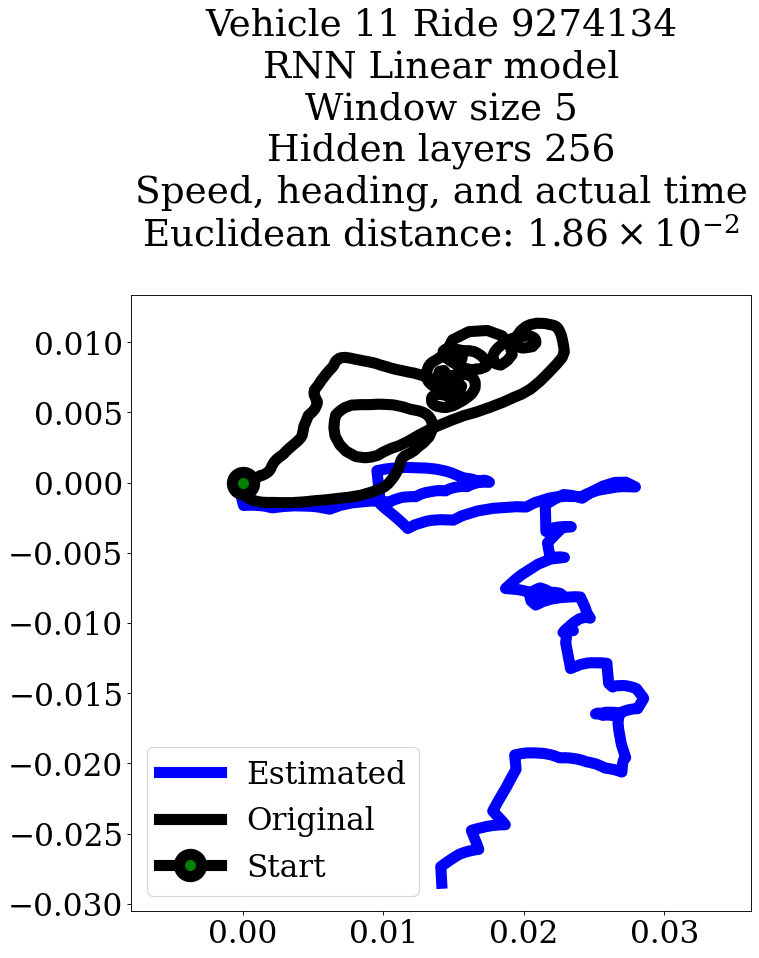 Vehicle 11 Ride 9274134
RNN Linear model
Window size 5
Hidden layers 256
Speed, heading, and actual time
Euclidean distance: 1.86 × 10⁻²
0.010
0.005
0.000
−0.005
−0.010
−0.015
−0.020
−0.025
−0.030
Estimated
Original
Start
0.00 0.01 0.02 0.03